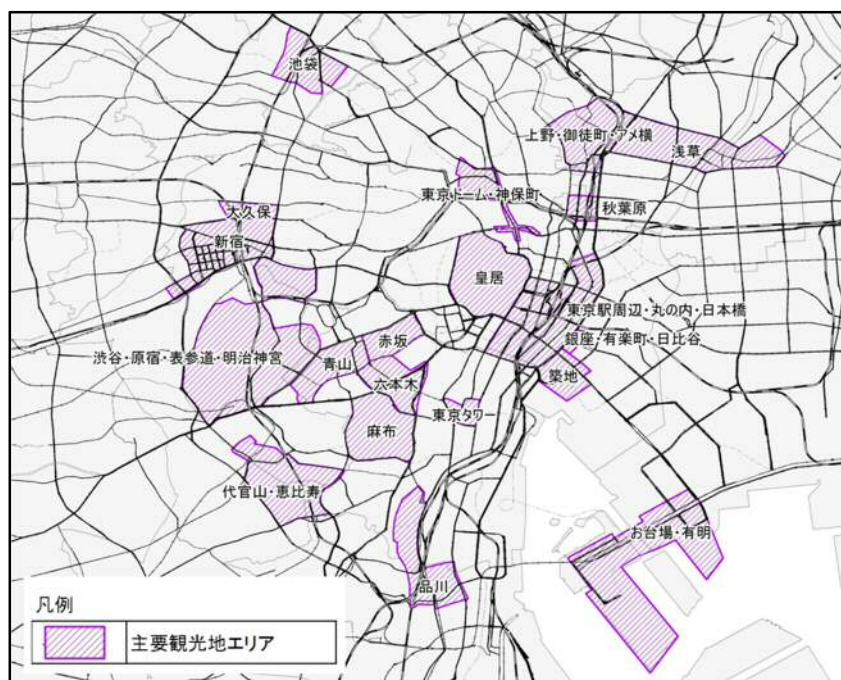 池袋
上野・御徒町・アメ横
浅草
東京ドーム・神保町
秋葉原
大久保
新宿
皇居
東京駅周辺・丸の内・日本橋
銀座・有楽町・日比谷
赤坂
渋谷・原宿・表参道・明治神宮
青山
六本木
築地
東京タワー
麻布
代官山・恵比寿
お台場・有明
品川
凡例
主要観光地エリア